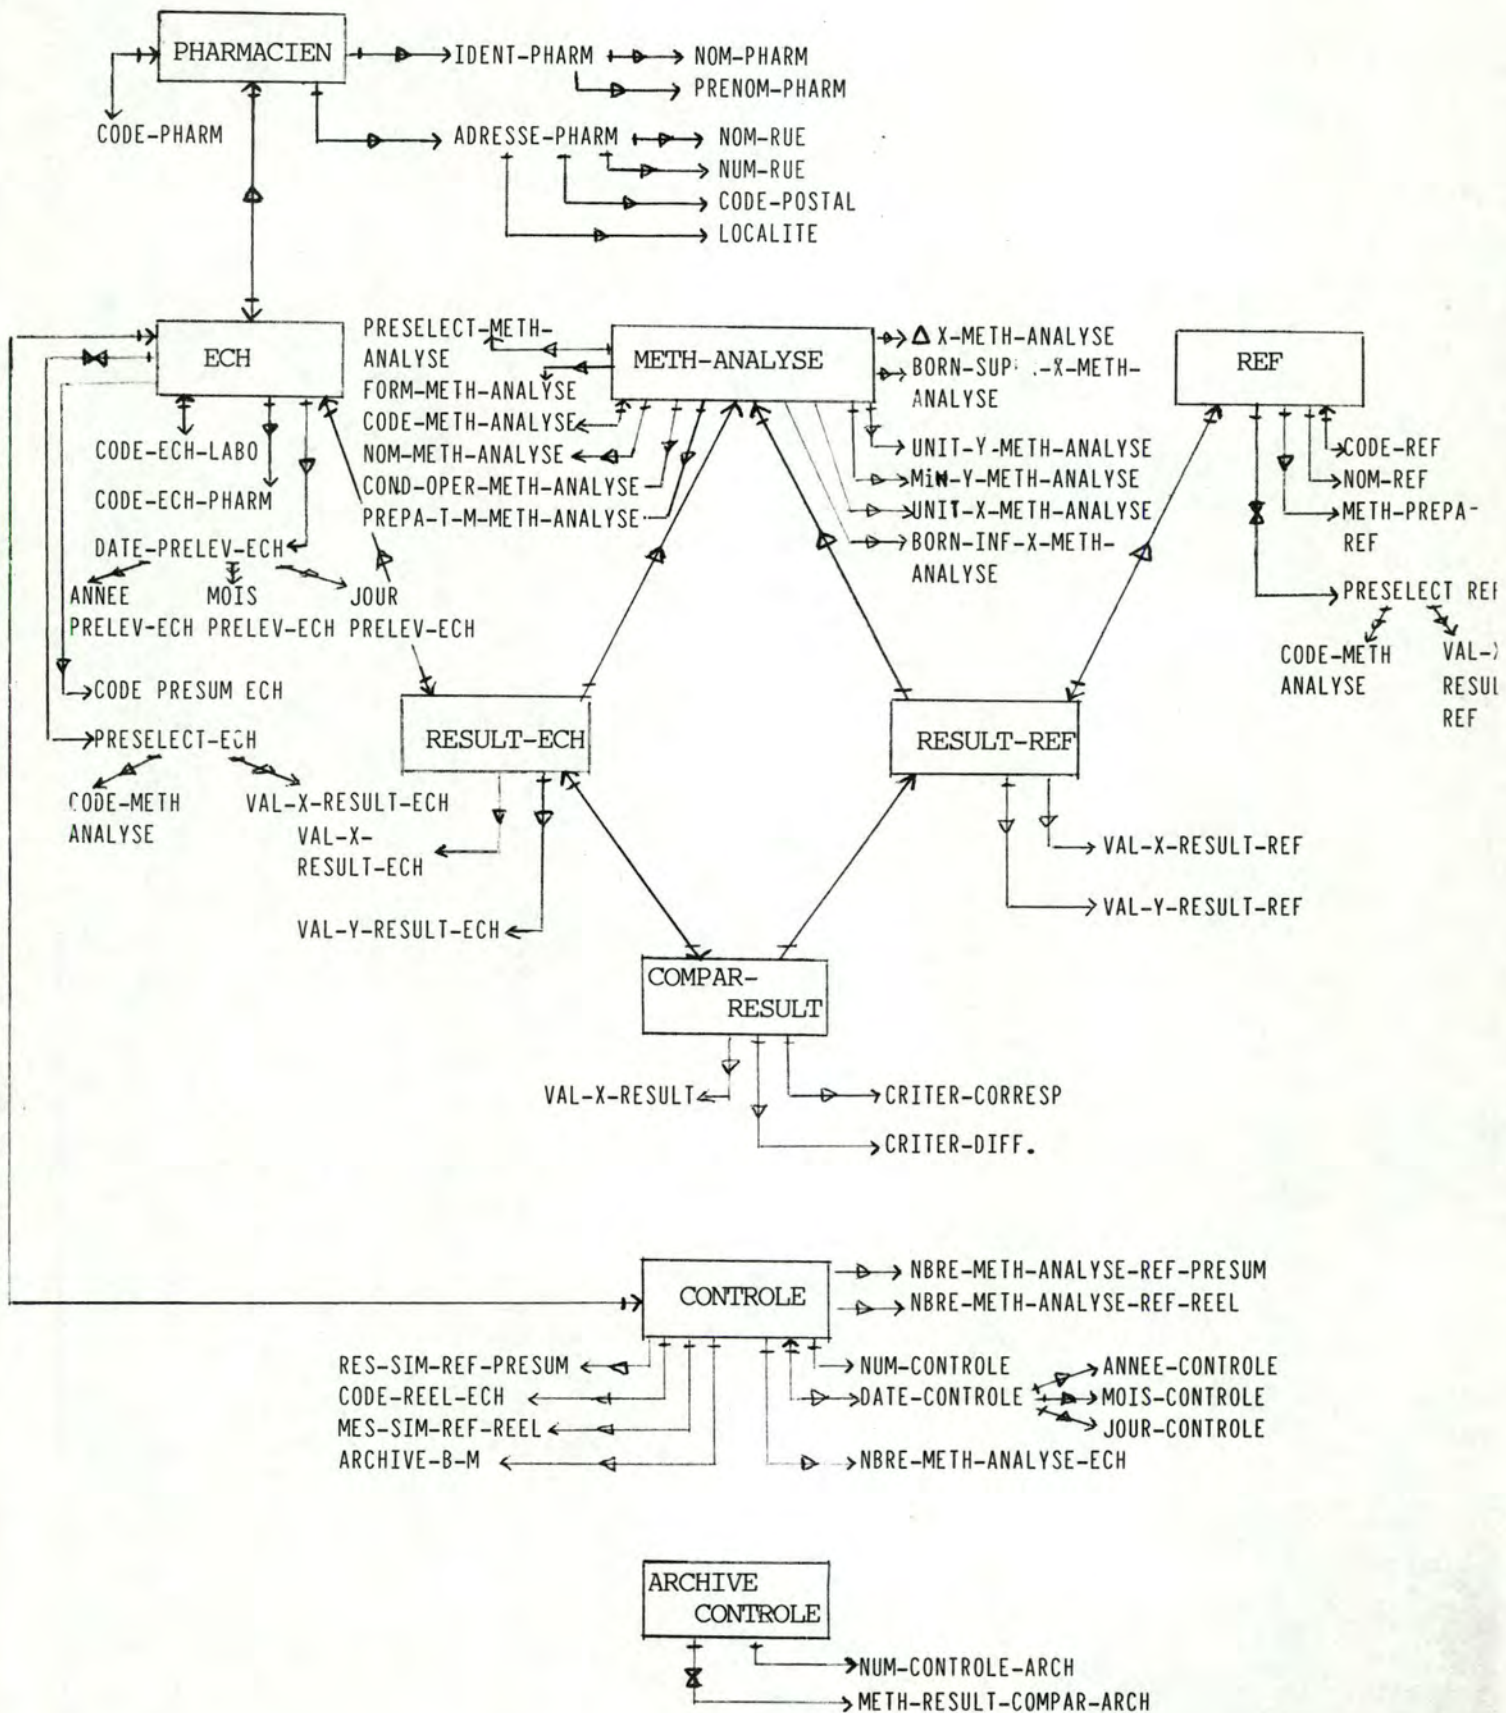 PHARMACIEN
IDENT-PHARM
NOM-PHARM
PRENOM-PHARM
CODE-PHARM
ADRESSE-PHARM
NOM-RUE
NUM-RUE
CODE-POSTAL
LOCALITE
ECH
PRESELECT-METH-
ANALYSE
FORM-METH-ANALYSE
CODE-METH-ANALYSE
NOM-METH-ANALYSE
COND-OPER-METH-ANALYSE
PREPA-T-M-METH-ANALYSE
METH-ANALYSE
Δ X-METH-ANALYSE
BORN-SUP -X-METH-
ANALYSE
UNIT-Y-METH-ANALYSE
MiN-Y-METH-ANALYSE
UNIT-X-METH-ANALYSE
BORN-INF-X-METH-
ANALYSE
REF
CODE-REF
NOM-REF
METH-PREPA-
REF
PRESELECT REF
CODE-METH
ANALYSE
VAL-
RESUL
REF
CODE-ECH-LABO
CODE-ECH-PHARM
DATE-PRELEV-ECH
ANNEE
PRELEV-ECH
MOIS
PRELEV-ECH
JOUR
PRELEV-ECH
CODE PRESUM ECH
PRESELECT-ECH
CODE-METH
ANALYSE
VAL-X-RESULT-ECH
RESULT-ECH
VAL-X-
RESULT-ECH
VAL-Y-RESULT-ECH
RESULT-REF
VAL-X-RESULT-REF
VAL-Y-RESULT-REF
COMPAR-
RESULT
VAL-X-RESULT
CRITER-CORRESP
CRITER-DIFF.
CONTROLE
NBRE-METH-ANALYSE-REF-PRESUM
NBRE-METH-ANALYSE-REF-REEL
RES-SIM-REF-PRESUM
CODE-REEL-ECH
MES-SIM-REF-REEL
ARCHIVE-B-M
NUM-CONTROLE
DATE-CONTROLE
ANNEE-CONTROLE
MOIS-CONTROLE
JOUR-CONTROLE
NBRE-METH-ANALYSE-ECH
ARCHIVE
CONTROLE
NUM-CONTROLE-ARCH
METH-RESULT-COMPAR-ARCH